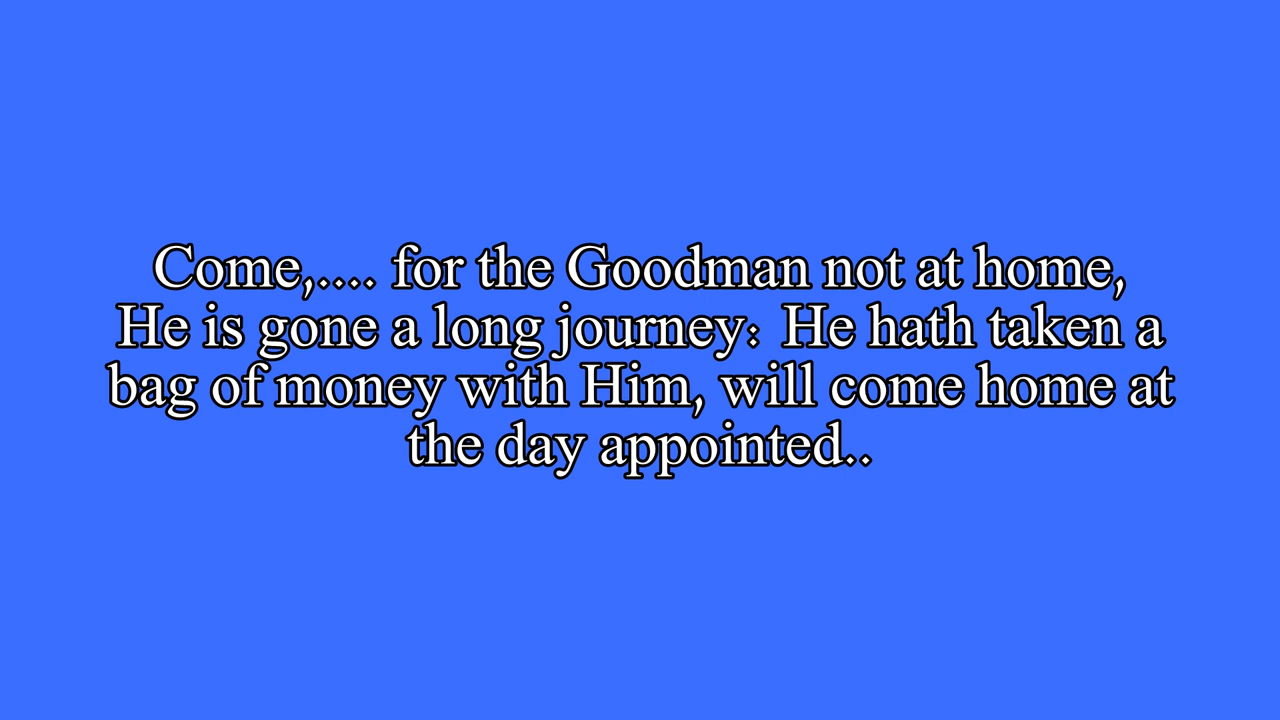 Come,.... for the Goodman not at home,
He is gone a long journey: He hath taken a
bag of money with Him, will come home at
the day appointed..